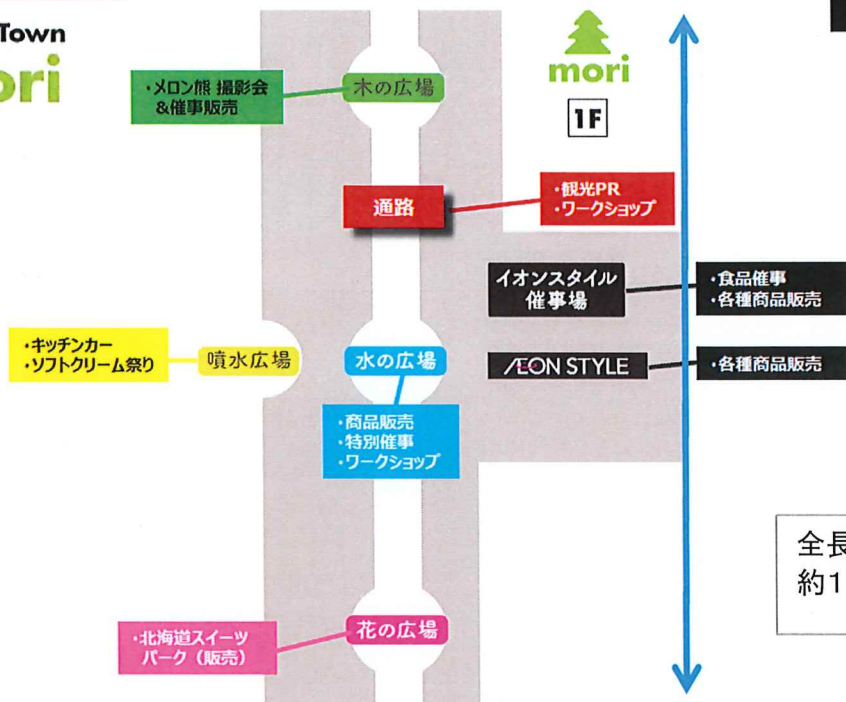 Town
ori
mori
1F
・メロン熊 撮影会
&催事販売
木の広場
通路
・観光PR
・ワークショップ
イオンスタイル
催事場
・食品催事
・各種商品販売
・キッチンカー
・ソフトクリーム祭り
噴水広場
水の広場
ÆON STYLE
・各種商品販売
・商品販売
・特別催事
・ワークショップ
全長
約1
・北海道スイーツ
パーク（販売）
花の広場